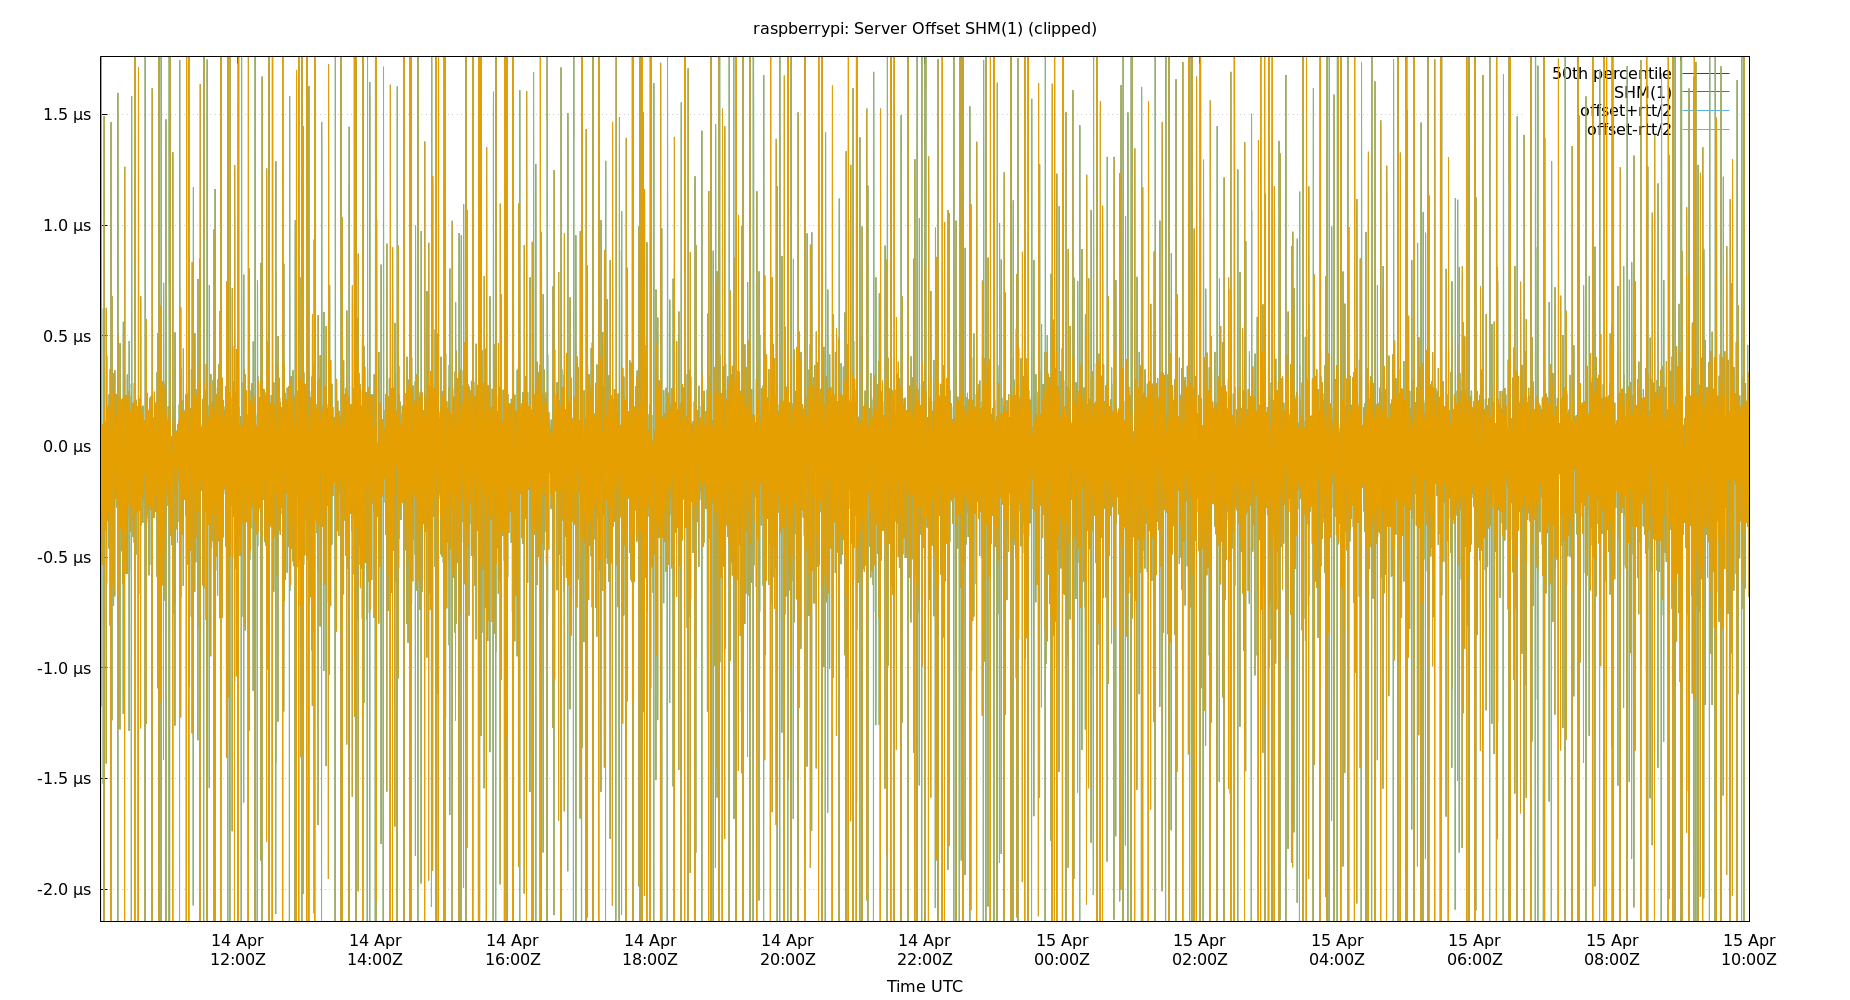 raspberrypi: Server Offset SHM(1) (clipped)
50th percentile
SHM(1)
offset+rtt/2
offset-rtt/2
1.5 µs
1.0 µs
0.5 µs
0.0 µs
-0.5 µs
-1.0 µs
-1.5 µs
-2.0 µs
14 Apr 14 Apr 14 Apr 14 Apr 14 Apr 14 Apr 15 Apr 15 Apr 15 Apr 15 Apr 15 Apr 15 Apr
12:00Z 14:00Z 16:00Z 18:00Z 20:00Z 22:00Z 00:00Z 02:00Z 04:00Z 06:00Z 08:00Z 10:00Z
Time UTC